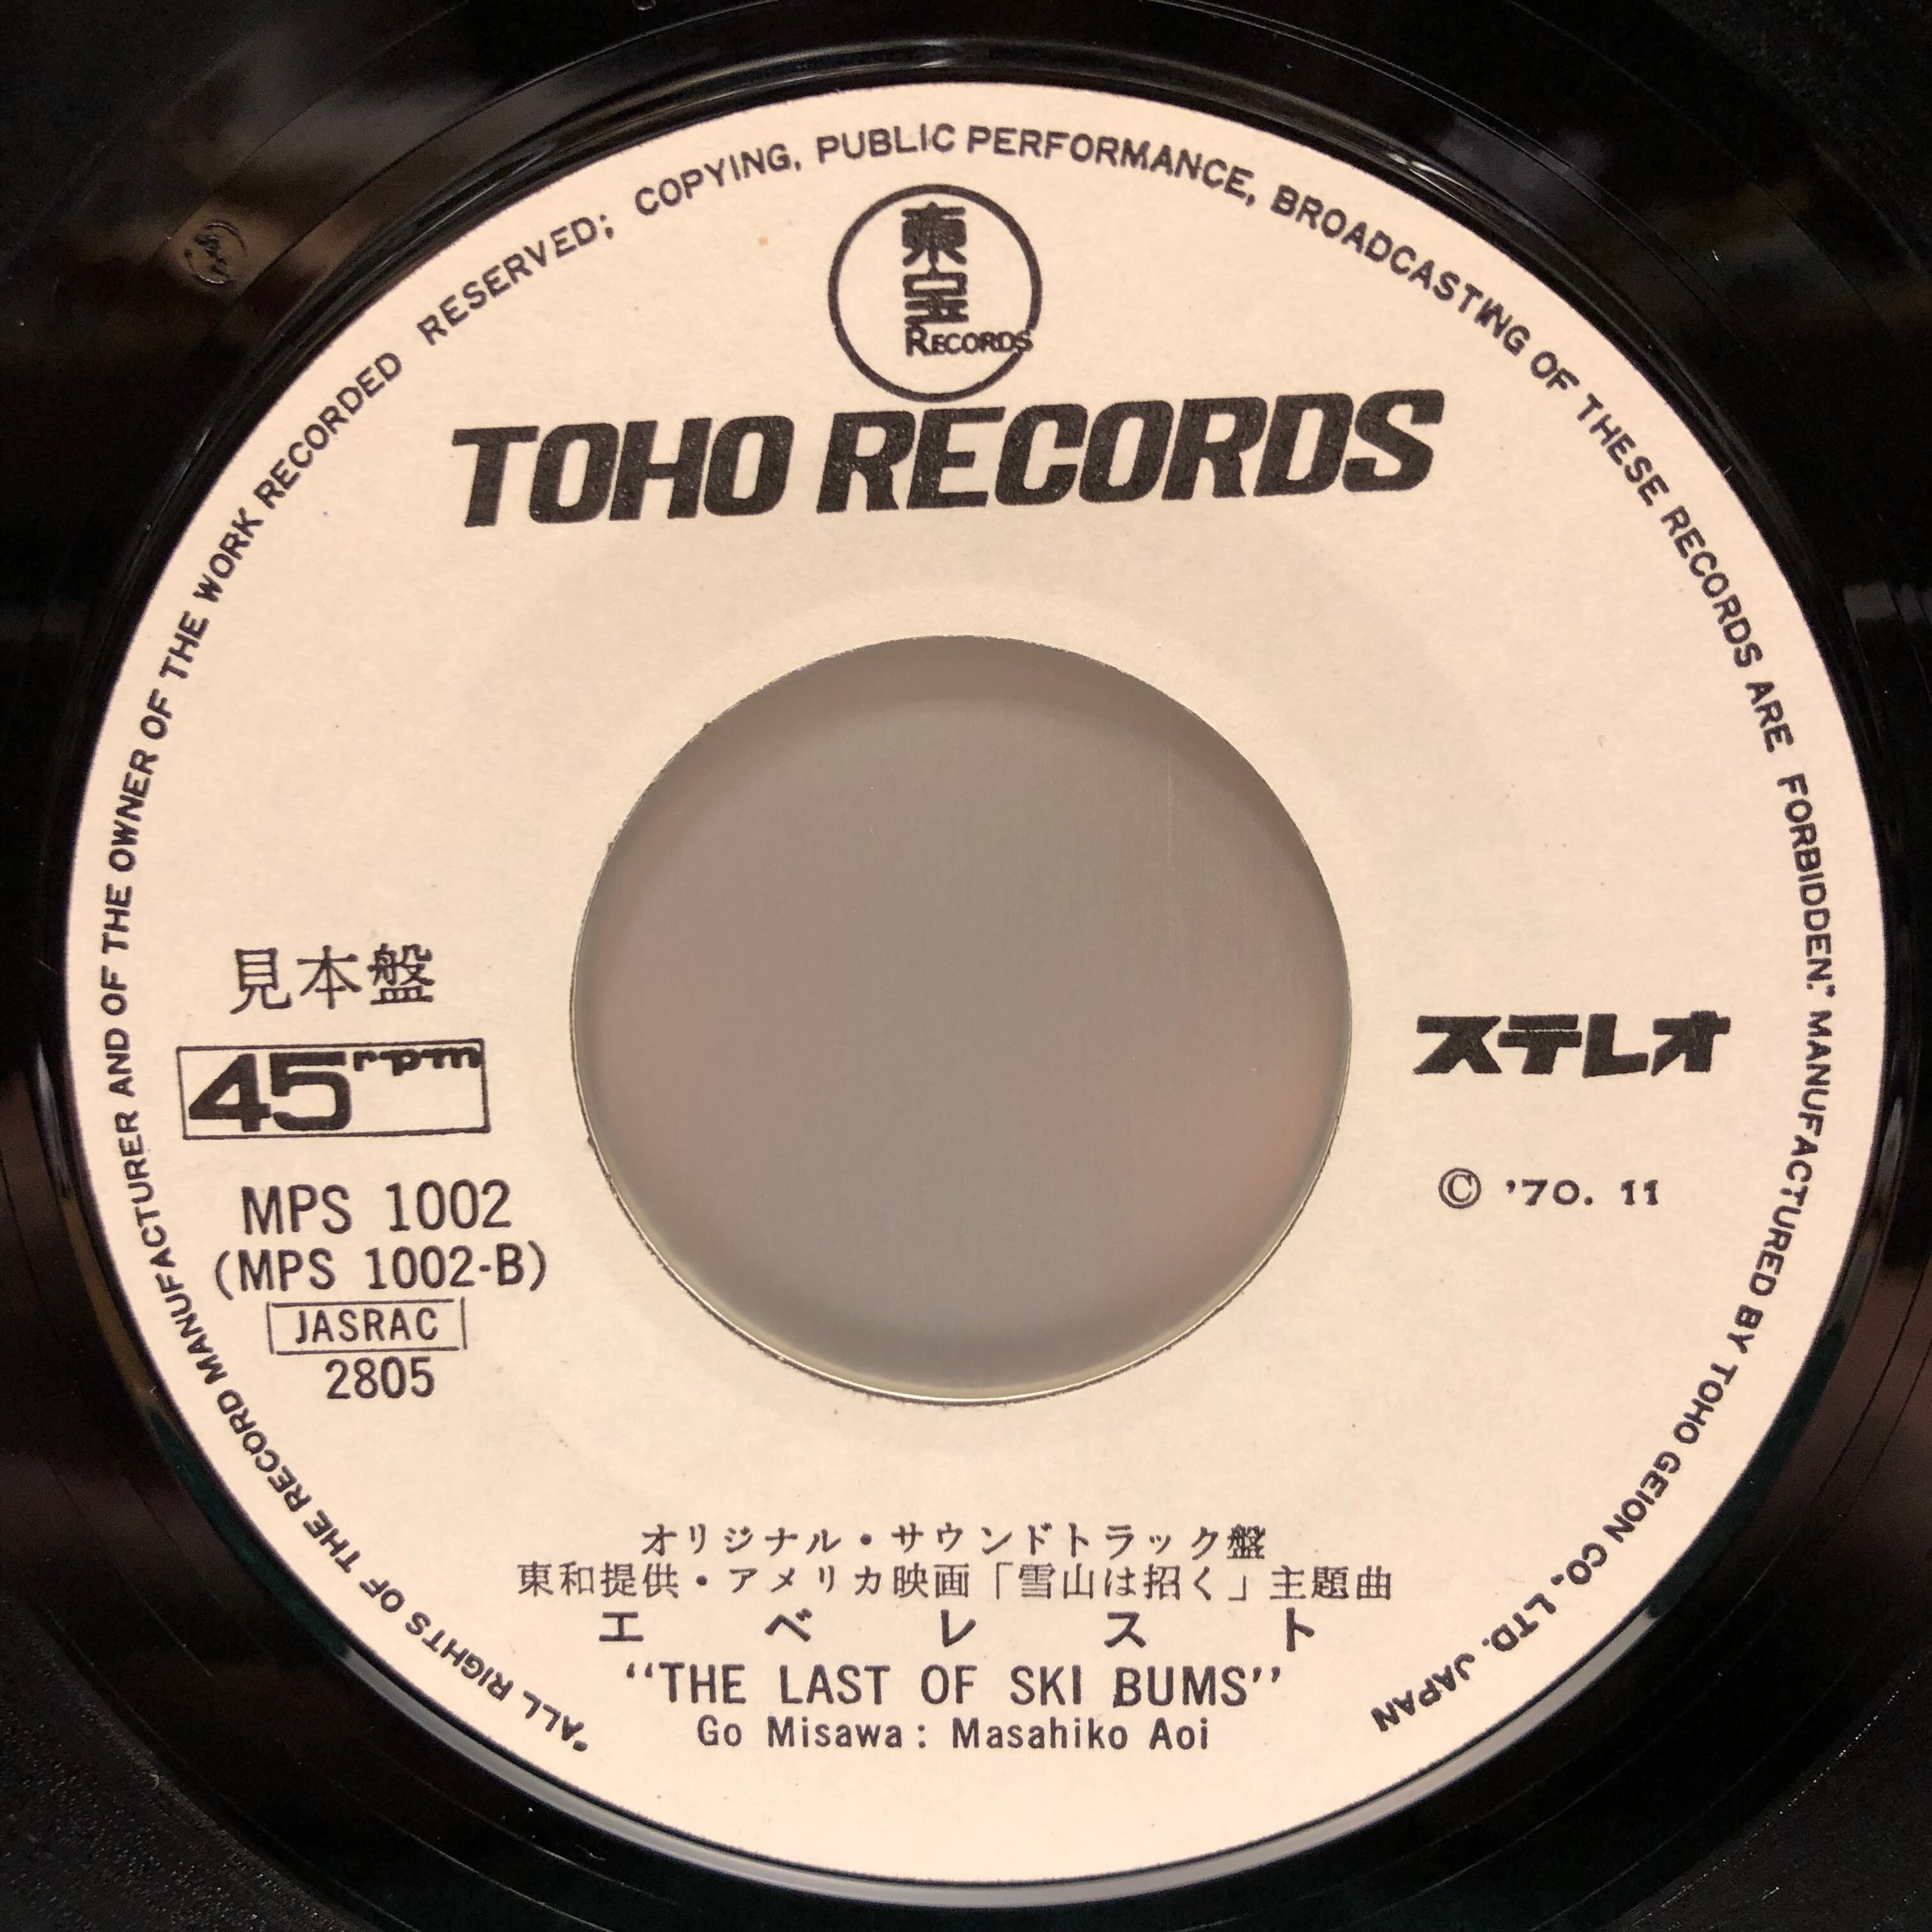 "ALL RIGHTS OF THE RECORD MANUFACTURER AND OF THE OWNER OF THE WORK RECORDED RESERVED; COPYING, PUBLIC PERFORMANCE, BROADCASTING OF THESE RECORDS ARE FORBIDDEN." MANUFACTURED BY TOHO GEION CO., LTD. JAPAN
東宝
RECORDS
TOHO RECORDS
見本盤
45rpm
MPS 1002
(MPS 1002-B)
JASRAC
2805
ステレオ
© '70. 11
オリジナル・サウンドトラック盤
東和提供・アメリカ映画「雪山は招く」主題曲
エベレスト
“THE LAST OF SKI BUMS”
Go Misawa : Masahiko Aoi